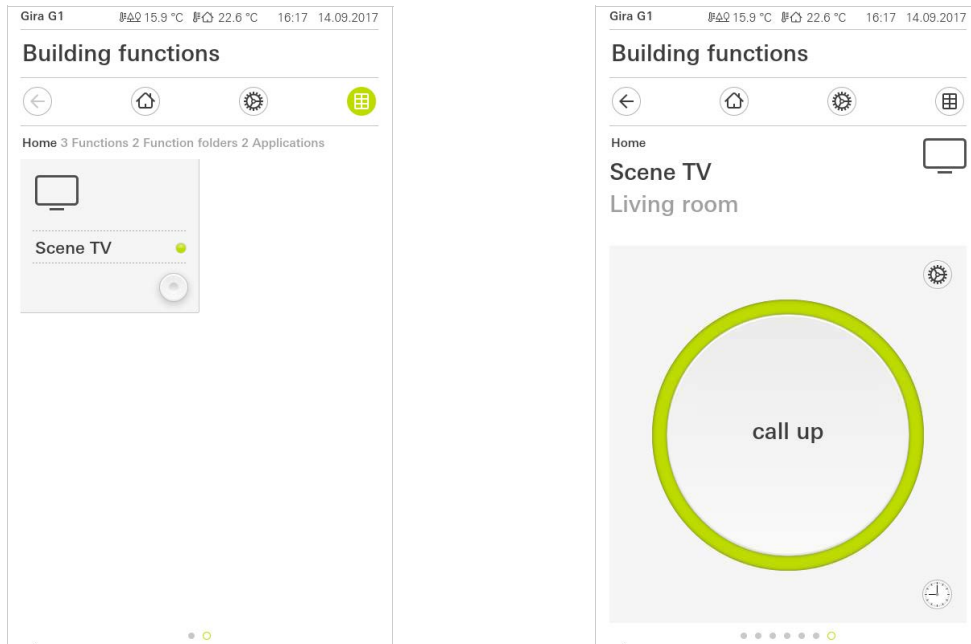 Gira G1 15.9 °C 22.6 °C 16:17 14.09.2017
Building functions
Home 3 Functions 2 Function folders 2 Applications
Scene TV
Gira G1 15.9 °C 22.6 °C 16:17 14.09.2017
Building functions
Home
Scene TV
Living room
call up